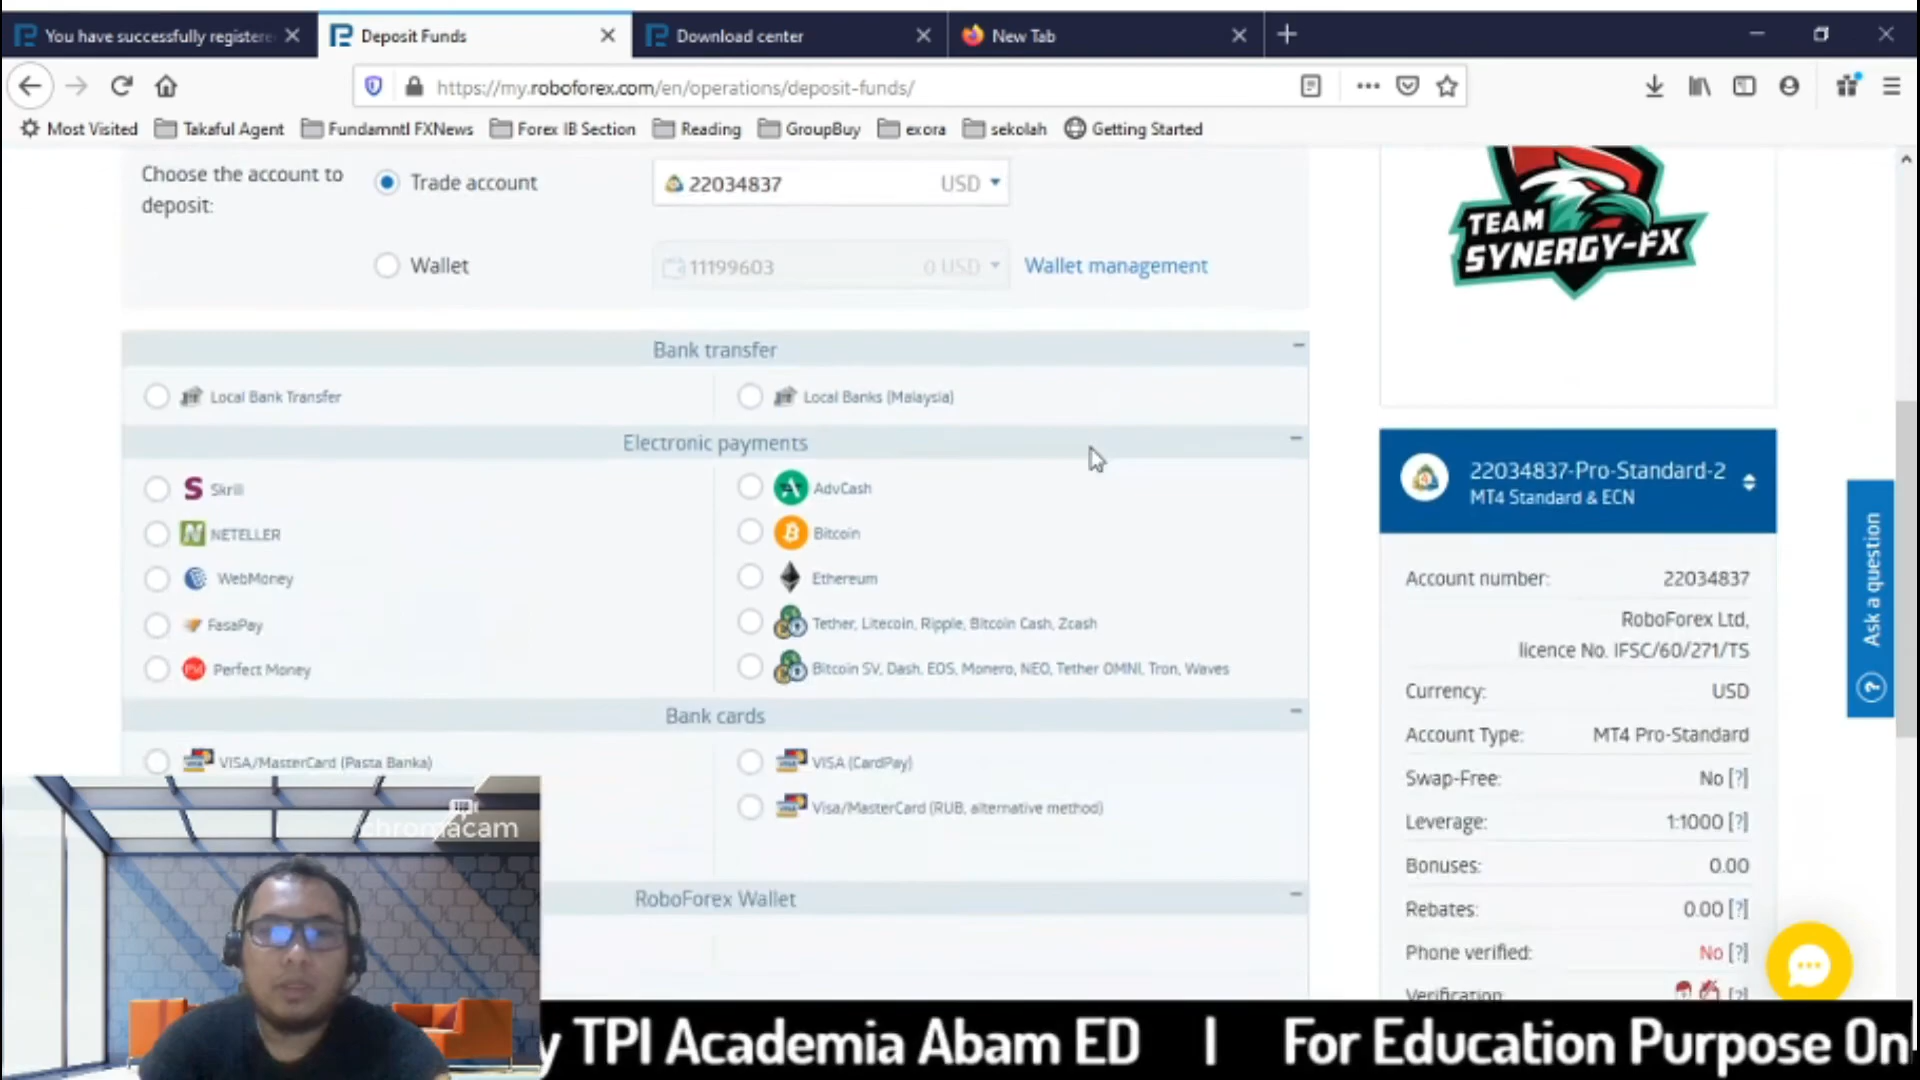 You have successfully registere
Deposit Funds
Download center
New Tab
https://my.roboforex.com/en/operations/deposit-funds/
Most Visited
Takaful Agent
Fundamntl FXNews
Forex IB Section
Reading
GroupBuy
exora
sekolah
Getting Started
Choose the account to
deposit:
Trade account
22034837 USD
Wallet
11199603 0 USD
Wallet management
TEAM
SYNERGY-FX
Bank transfer
Local Bank Transfer
Local Banks (Malaysia)
Electronic payments
Skrill
AdvCash
NETELLER
Bitcoin
WebMoney
Ethereum
FasaPay
Tether, Litecoin, Ripple, Bitcoin Cash, Zcash
Perfect Money
Bitcoin SV, Dash, EOS, Monero, NEO, Tether OMNI, Tron, Waves
Bank cards
VISA/MasterCard (Pasta Banka)
VISA (CardPay)
Visa/MasterCard (RUB, alternative method)
RoboForex Wallet
22034837-Pro-Standard-2
MT4 Standard & ECN
Account number: 22034837
RoboForex Ltd,
licence No. IFSC/60/271/TS
Currency: USD
Account Type: MT4 Pro-Standard
Swap-Free: No [?]
Leverage: 1:1000 [?]
Bonuses: 0.00
Rebates: 0.00 [?]
Phone verified: No [?]
Verification: [?]
Ask a question
chromacam
y TPI Academia Abam ED | For Education Purpose On